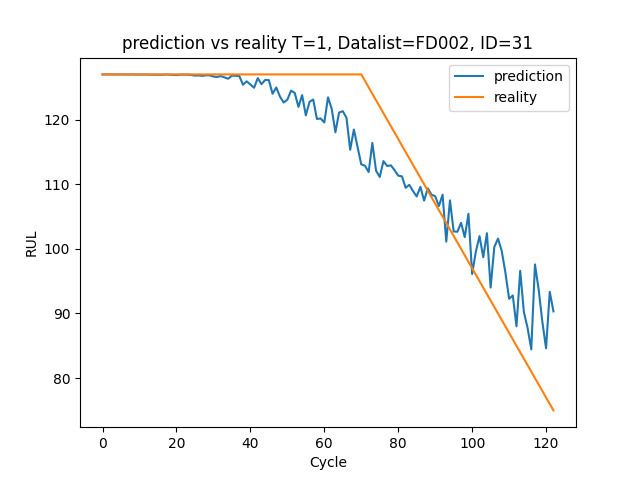 prediction vs reality T=1, Datalist=FD002, ID=31
prediction
reality
RUL
120
110
100
90
80
0 20 40 60 80 100 120
Cycle